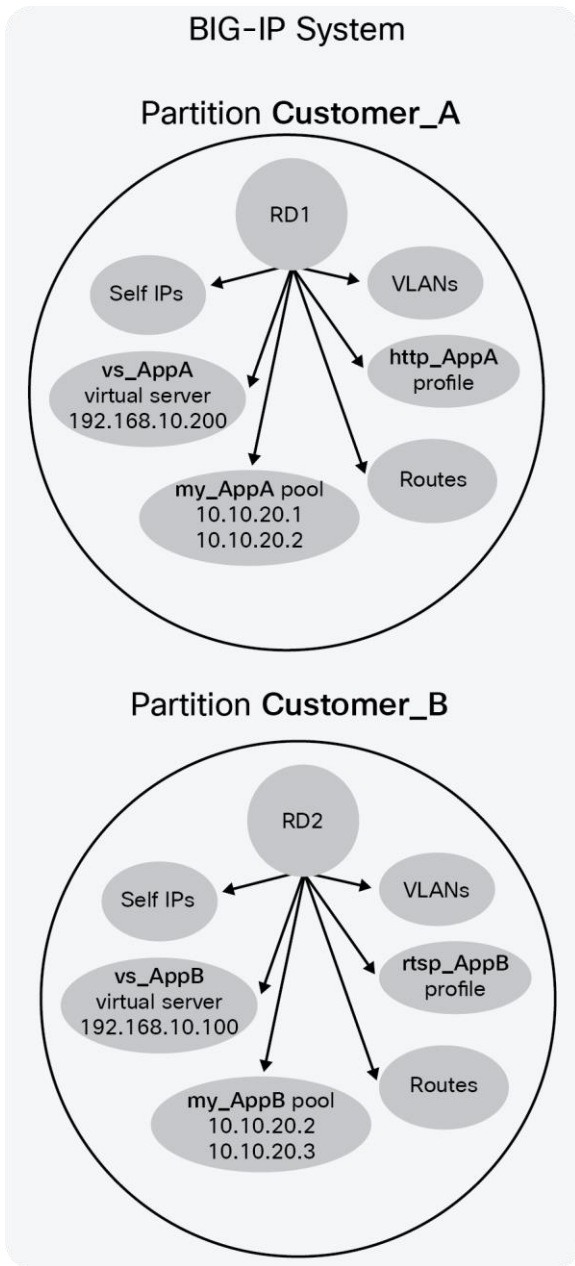 BIG-IP System
Partition Customer_A
RD1
Self IPs
VLANs
vs_AppA
virtual server
192.168.10.200
http_AppA
profile
my_AppA pool
10.10.20.1
10.10.20.2
Routes
Partition Customer_B
RD2
Self IPs
VLANs
vs_AppB
virtual server
192.168.10.100
rtsp_AppB
profile
my_AppB pool
10.10.20.2
10.10.20.3
Routes